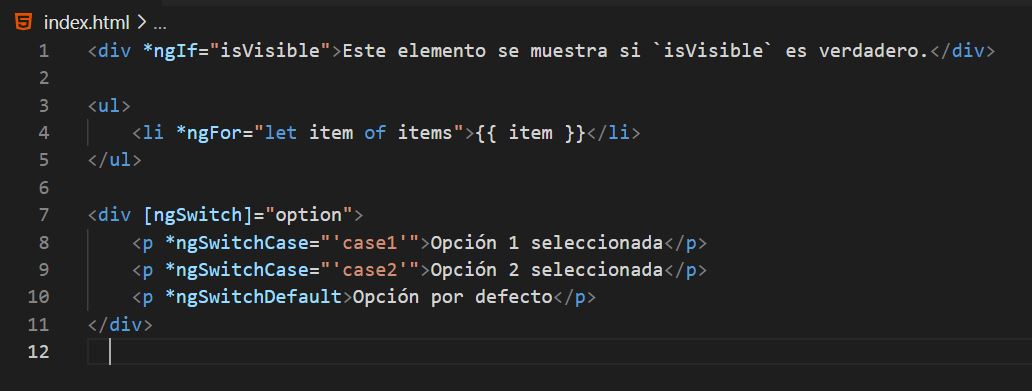 index.html > ...
1 <div *ngIf="isVisible">Este elemento se muestra si `isVisible` es verdadero.</div>
2
3 <ul>
4     <li *ngFor="let item of items">{{ item }}</li>
5 </ul>
6
7 <div [ngSwitch]="option">
8     <p *ngSwitchCase="'case1'">Opción 1 seleccionada</p>
9     <p *ngSwitchCase="'case2'">Opción 2 seleccionada</p>
10     <p *ngSwitchDefault>Opción por defecto</p>
11 </div>
12